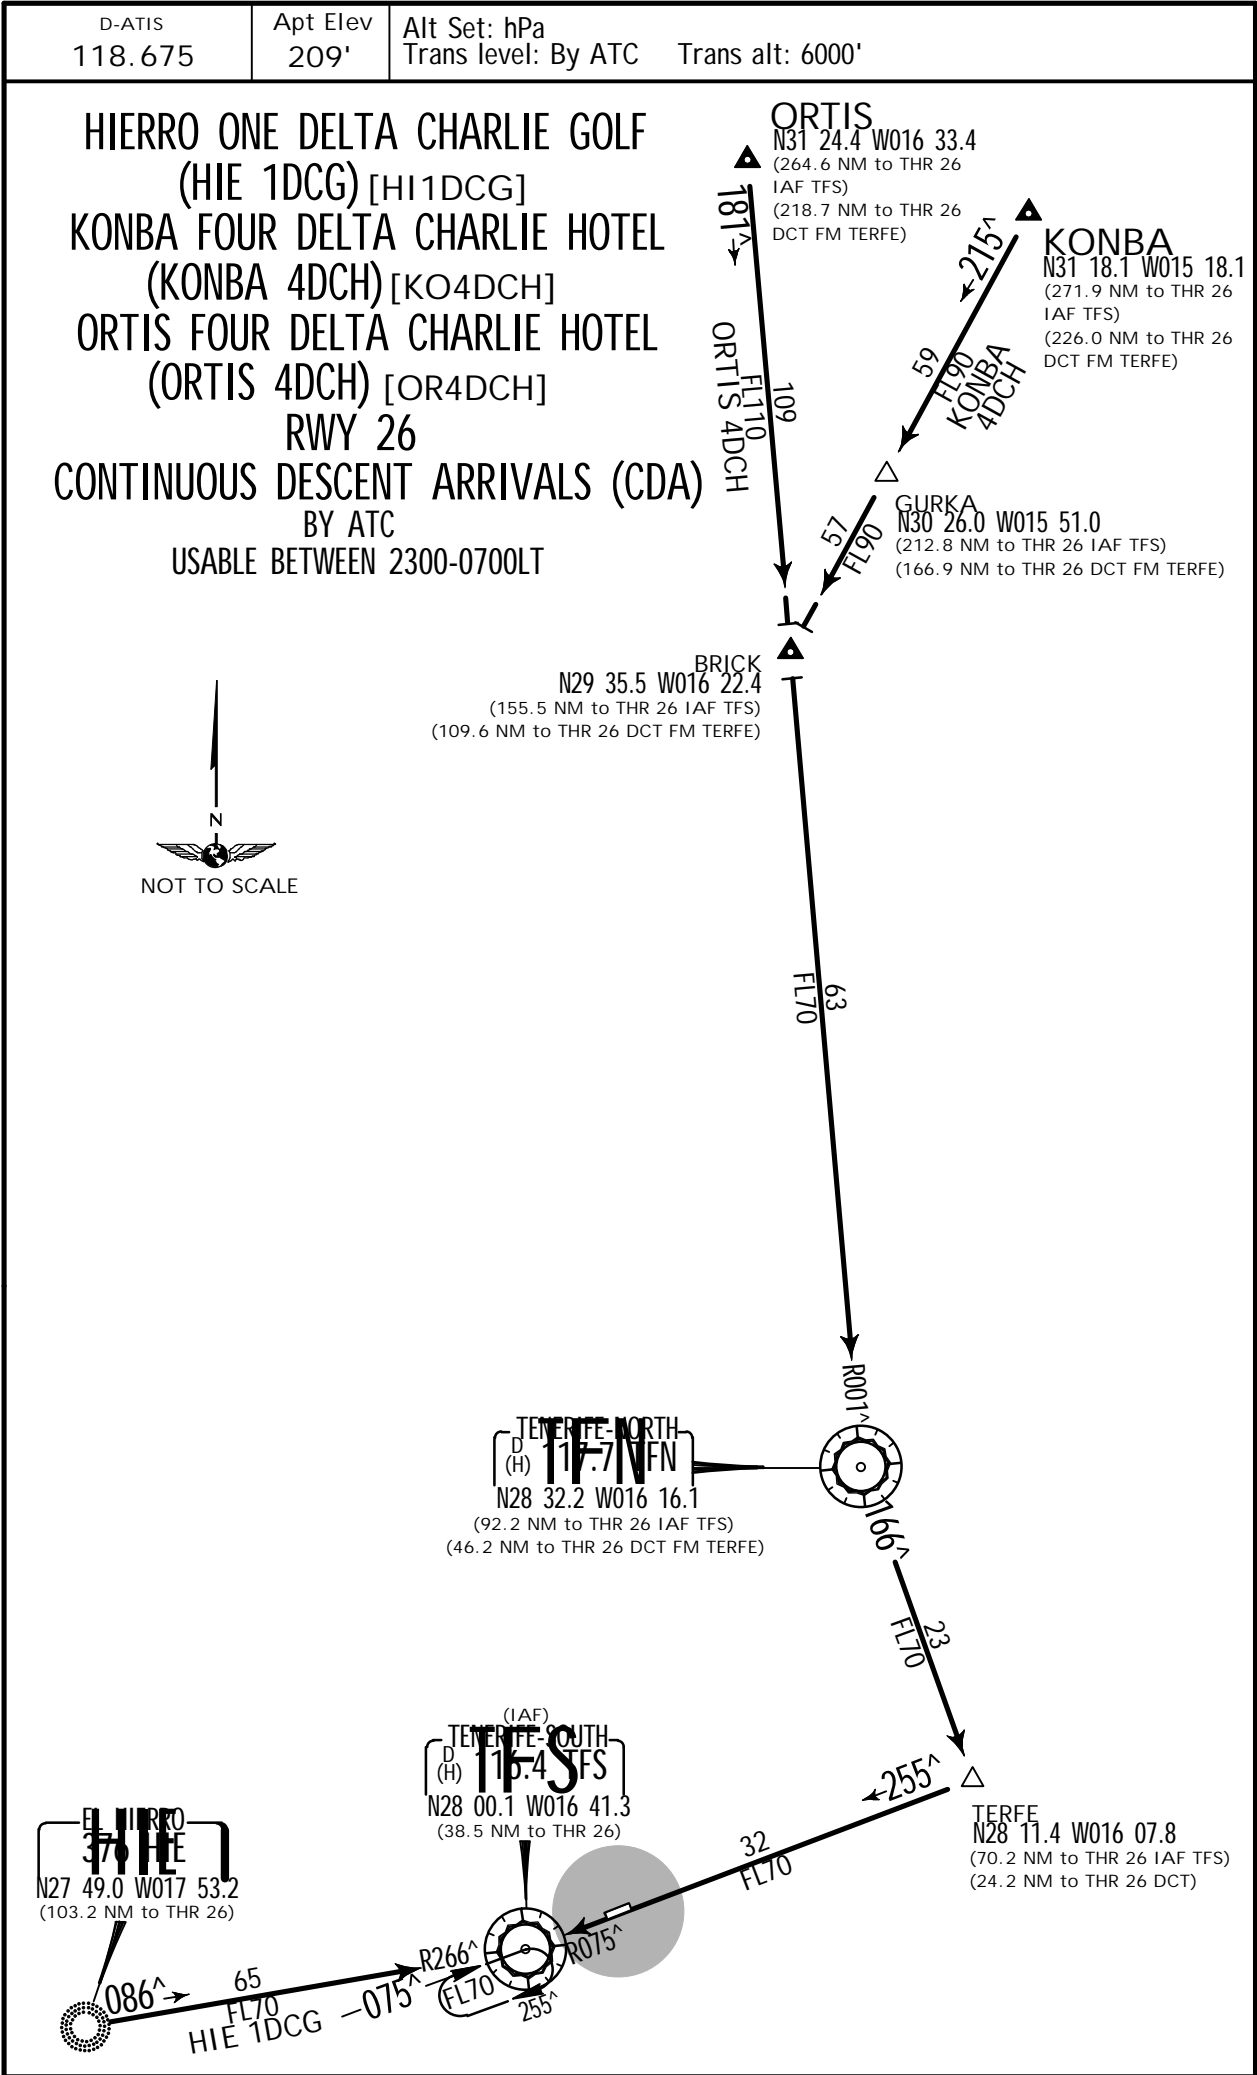 D-ATIS
118.675
Apt Elev
209'
Alt Set: hPa
Trans level: By ATC Trans alt: 6000'
HIERRO ONE DELTA CHARLIE GOLF
(HIE 1DCG) [HI1DCG]
KONBA FOUR DELTA CHARLIE HOTEL
(KONBA 4DCH) [KO4DCH]
ORTIS FOUR DELTA CHARLIE HOTEL
(ORTIS 4DCH) [OR4DCH]
RWY 26
CONTINUOUS DESCENT ARRIVALS (CDA)
BY ATC
USABLE BETWEEN 2300-0700LT
ORTIS
N31 24.4 W016 33.4
(264.6 NM to THR 26
IAF TFS)
(218.7 NM to THR 26
DCT FM TERFE)
181^
109
FL110
ORTIS 4DCH
KONBA
N31 18.1 W015 18.1
(271.9 NM to THR 26
IAF TFS)
(226.0 NM to THR 26
DCT FM TERFE)
215^
59
FL90
KONBA
4DCH
GURKA
N30 26.0 W015 51.0
(212.8 NM to THR 26 IAF TFS)
(166.9 NM to THR 26 DCT FM TERFE)
57
FL90
BRICK
N29 35.5 W016 22.4
(155.5 NM to THR 26 IAF TFS)
(109.6 NM to THR 26 DCT FM TERFE)
N
NOT TO SCALE
63
FL70
R001^
TENERIFE-NORTH
D
(H)
117.7 TFN
TFN
N28 32.2 W016 16.1
(92.2 NM to THR 26 IAF TFS)
(46.2 NM to THR 26 DCT FM TERFE)
166^
23
FL70
(IAF)
TENERIFE-SOUTH
D
(H)
116.4 TFS
TFS
N28 00.1 W016 41.3
(38.5 NM to THR 26)
255^
TERFE
N28 11.4 W016 07.8
(70.2 NM to THR 26 IAF TFS)
(24.2 NM to THR 26 DCT)
32
FL70
EL HIERRO
376 HIE
HIE
N27 49.0 W017 53.2
(103.2 NM to THR 26)
086^
65
FL70
HIE 1DCG
R266^
075^
FL70
255^
R075^